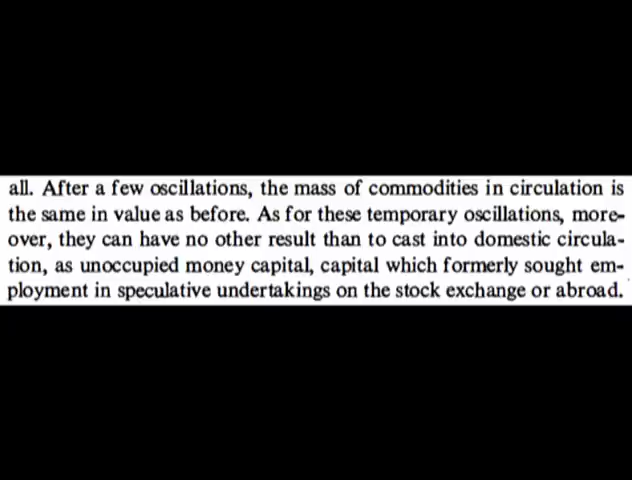 all. After a few oscillations, the mass of commodities in circulation is
the same in value as before. As for these temporary oscillations, more-
over, they can have no other result than to cast into domestic circula-
tion, as unoccupied money capital, capital which formerly sought em-
ployment in speculative undertakings on the stock exchange or abroad.